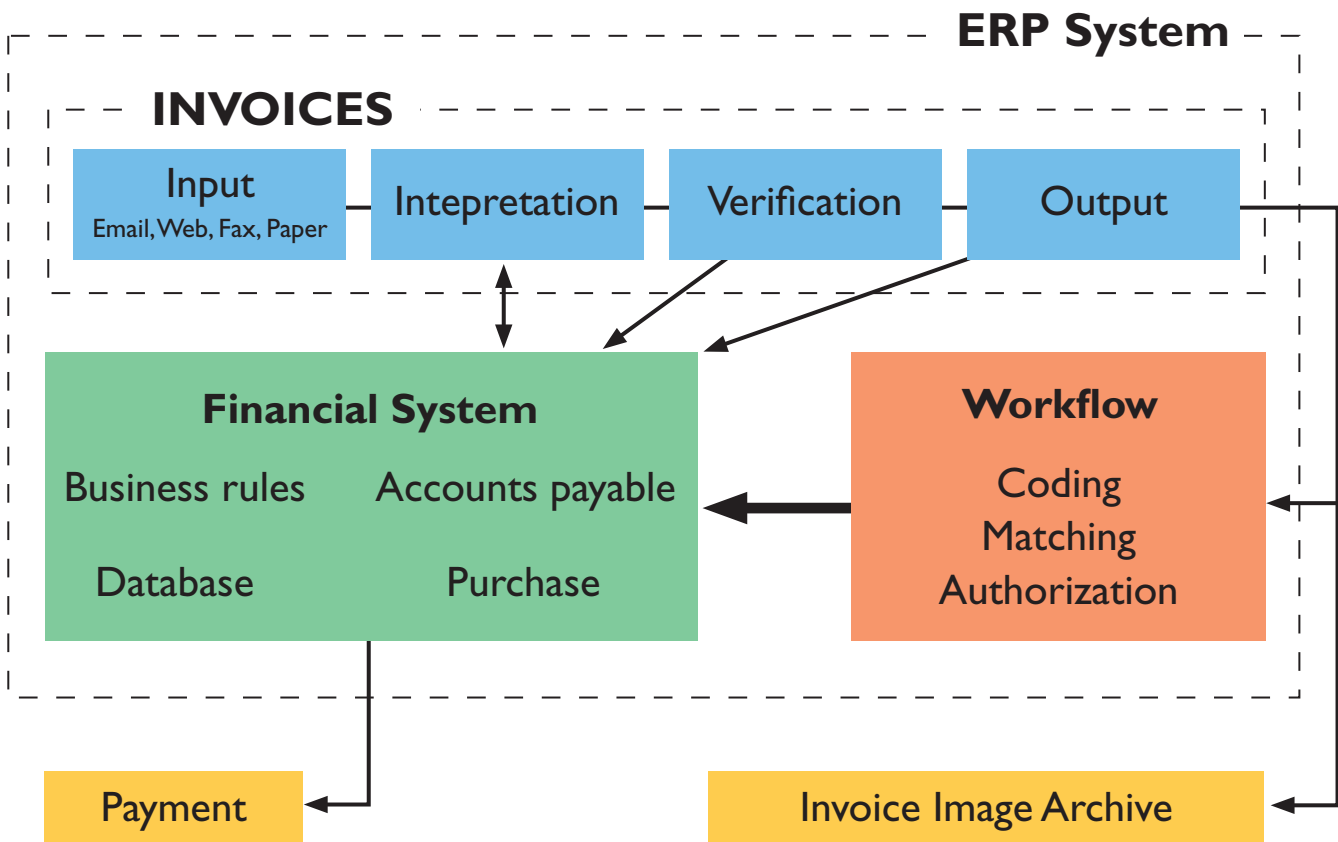 ERP System
INVOICES
Input
Email, Web, Fax, Paper
Intepretation
Verification
Output
Financial System
Business rules
Accounts payable
Database
Purchase
Workflow
Coding
Matching
Authorization
Payment
Invoice Image Archive